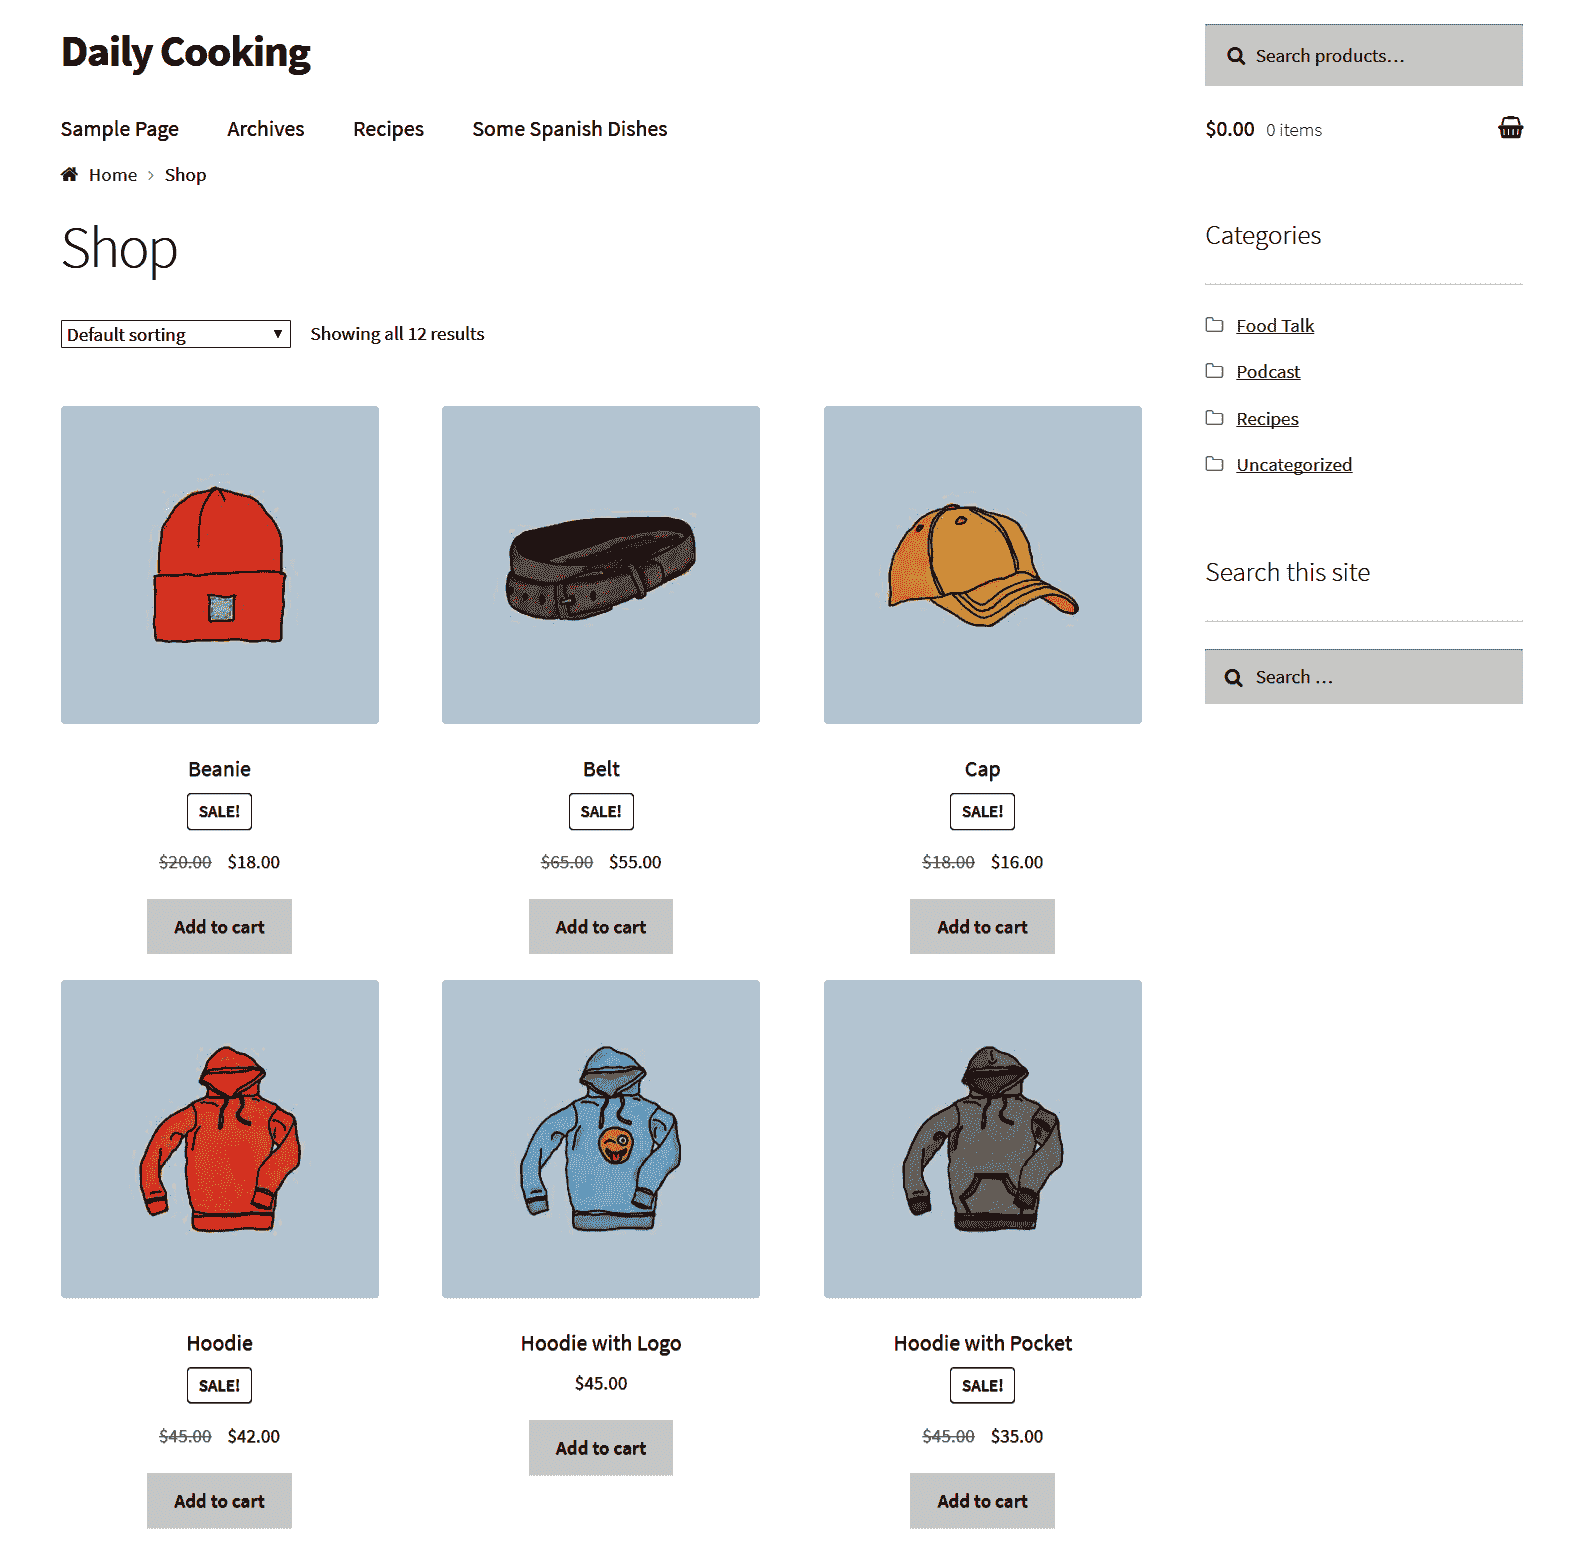 Daily Cooking
Search products…
Sample Page Archives Recipes Some Spanish Dishes
$0.00 0 items
Home › Shop
Shop
Default sorting ▼ Showing all 12 results
Beanie
SALE!
$20.00 $18.00
Add to cart
Belt
SALE!
$65.00 $55.00
Add to cart
Cap
SALE!
$18.00 $16.00
Add to cart
Hoodie
SALE!
$45.00 $42.00
Add to cart
Hoodie with Logo
$45.00
Add to cart
Hoodie with Pocket
SALE!
$45.00 $35.00
Add to cart
Categories
Food Talk
Podcast
Recipes
Uncategorized
Search this site
Search …